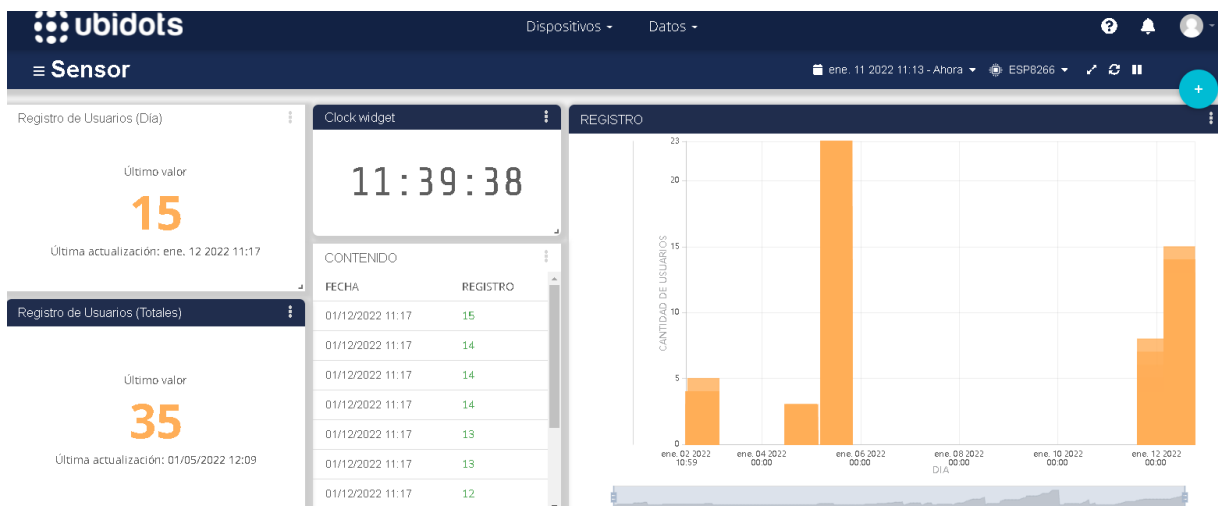 ubidots
Dispositivos
Datos
Sensor
ene. 11 2022 11:13 - Ahora
ESP8266
Registro de Usuarios (Día)
Último valor
15
Última actualización: ene. 12 2022 11:17
Registro de Usuarios (Totales)
Último valor
35
Última actualización: 01/05/2022 12:09
Clock widget
11:39:38
CONTENIDO
FECHA REGISTRO
01/12/2022 11:17 15
01/12/2022 11:17 14
01/12/2022 11:17 14
01/12/2022 11:17 14
01/12/2022 11:17 13
01/12/2022 11:17 13
01/12/2022 11:17 12
REGISTRO
CANTIDAD DE USUARIOS
23
20
15
10
5
0
ene. 02 2022 10:59
ene. 04 2022 00:00
ene. 06 2022 00:00
ene. 08 2022 00:00
ene. 10 2022 00:00
ene. 12 2022 00:00
DIA